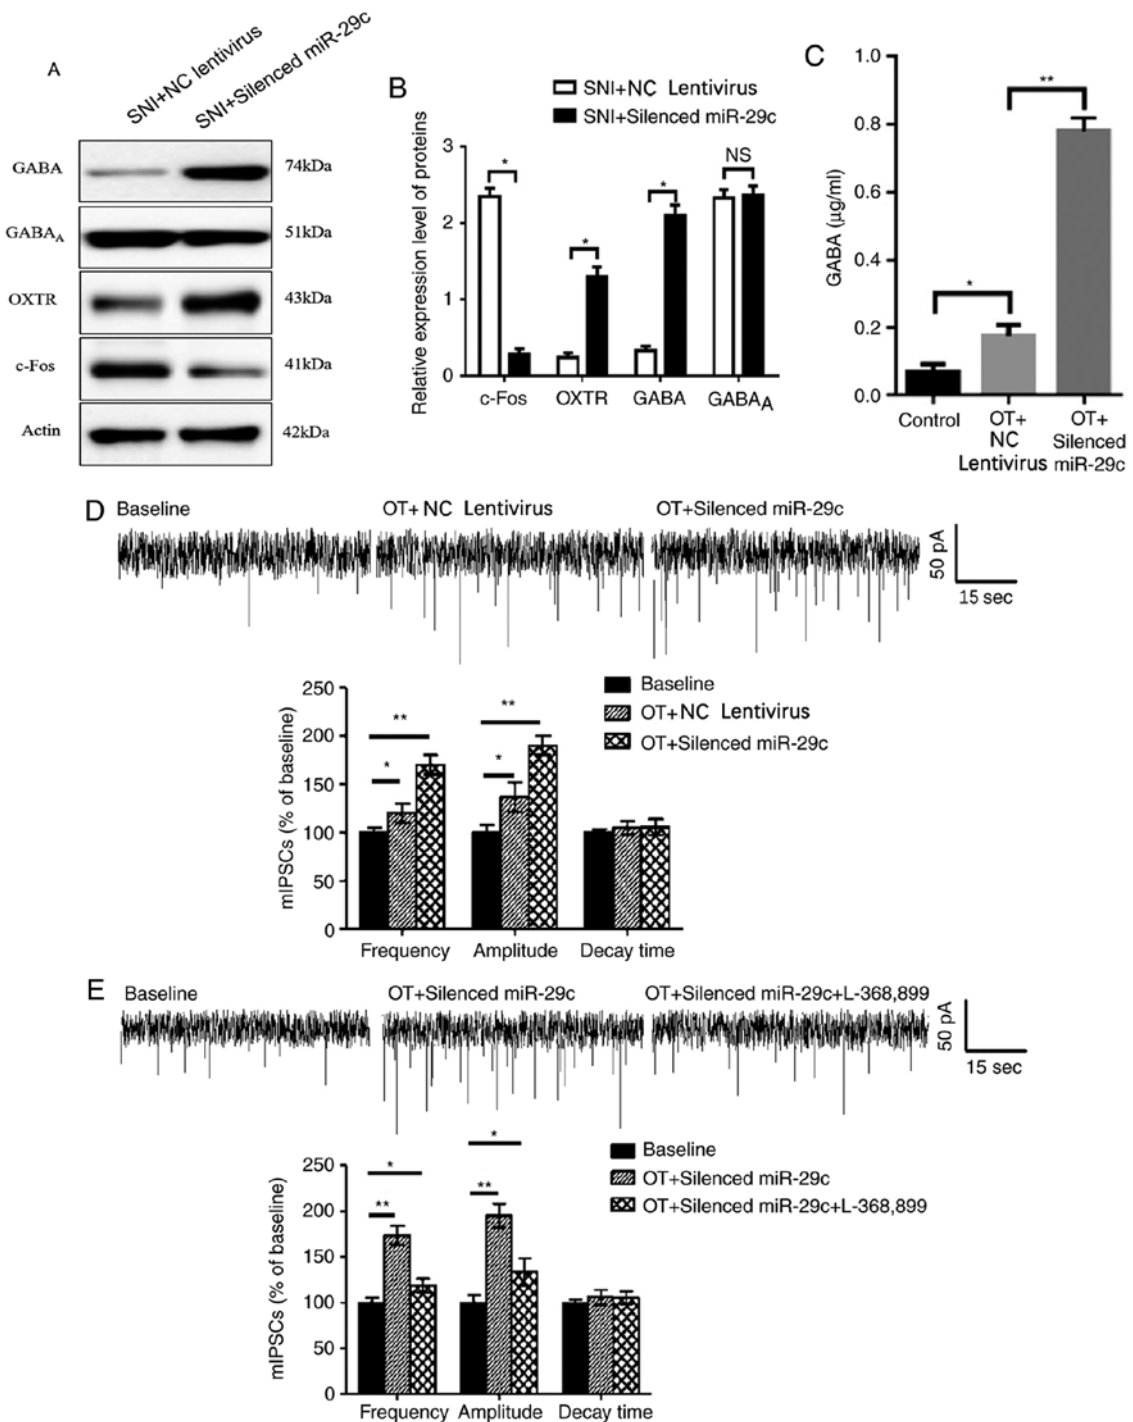 A
SNI+NC lentivirus
SNI+Silenced miR-29c
GABA
74kDa
GABAA
51kDa
OXTR
43kDa
c-Fos
41kDa
Actin
42kDa
B
SNI+NC Lentivirus
SNI+Silenced miR-29c
Relative expression level of proteins
3
2
1
0
*
*
*
NS
c-Fos
OXTR
GABA
GABAA
C
GABA (µg/ml)
1.0
0.8
0.6
0.4
0.2
0.0
*
**
Control
OT+
NC
Lentivirus
OT+
Silenced
miR-29c
D
Baseline
OT+NC Lentivirus
OT+Silenced miR-29c
50 pA
15 sec
mIPSCs (% of baseline)
250
200
150
100
50
0
**
*
**
*
Baseline
OT+NC Lentivirus
OT+Silenced miR-29c
Frequency
Amplitude
Decay time
E
Baseline
OT+Silenced miR-29c
OT+Silenced miR-29c+L-368,899
50 pA
15 sec
mIPSCs (% of baseline)
250
200
150
100
50
0
*
**
*
**
Baseline
OT+Silenced miR-29c
OT+Silenced miR-29c+L-368,899
Frequency
Amplitude
Decay time